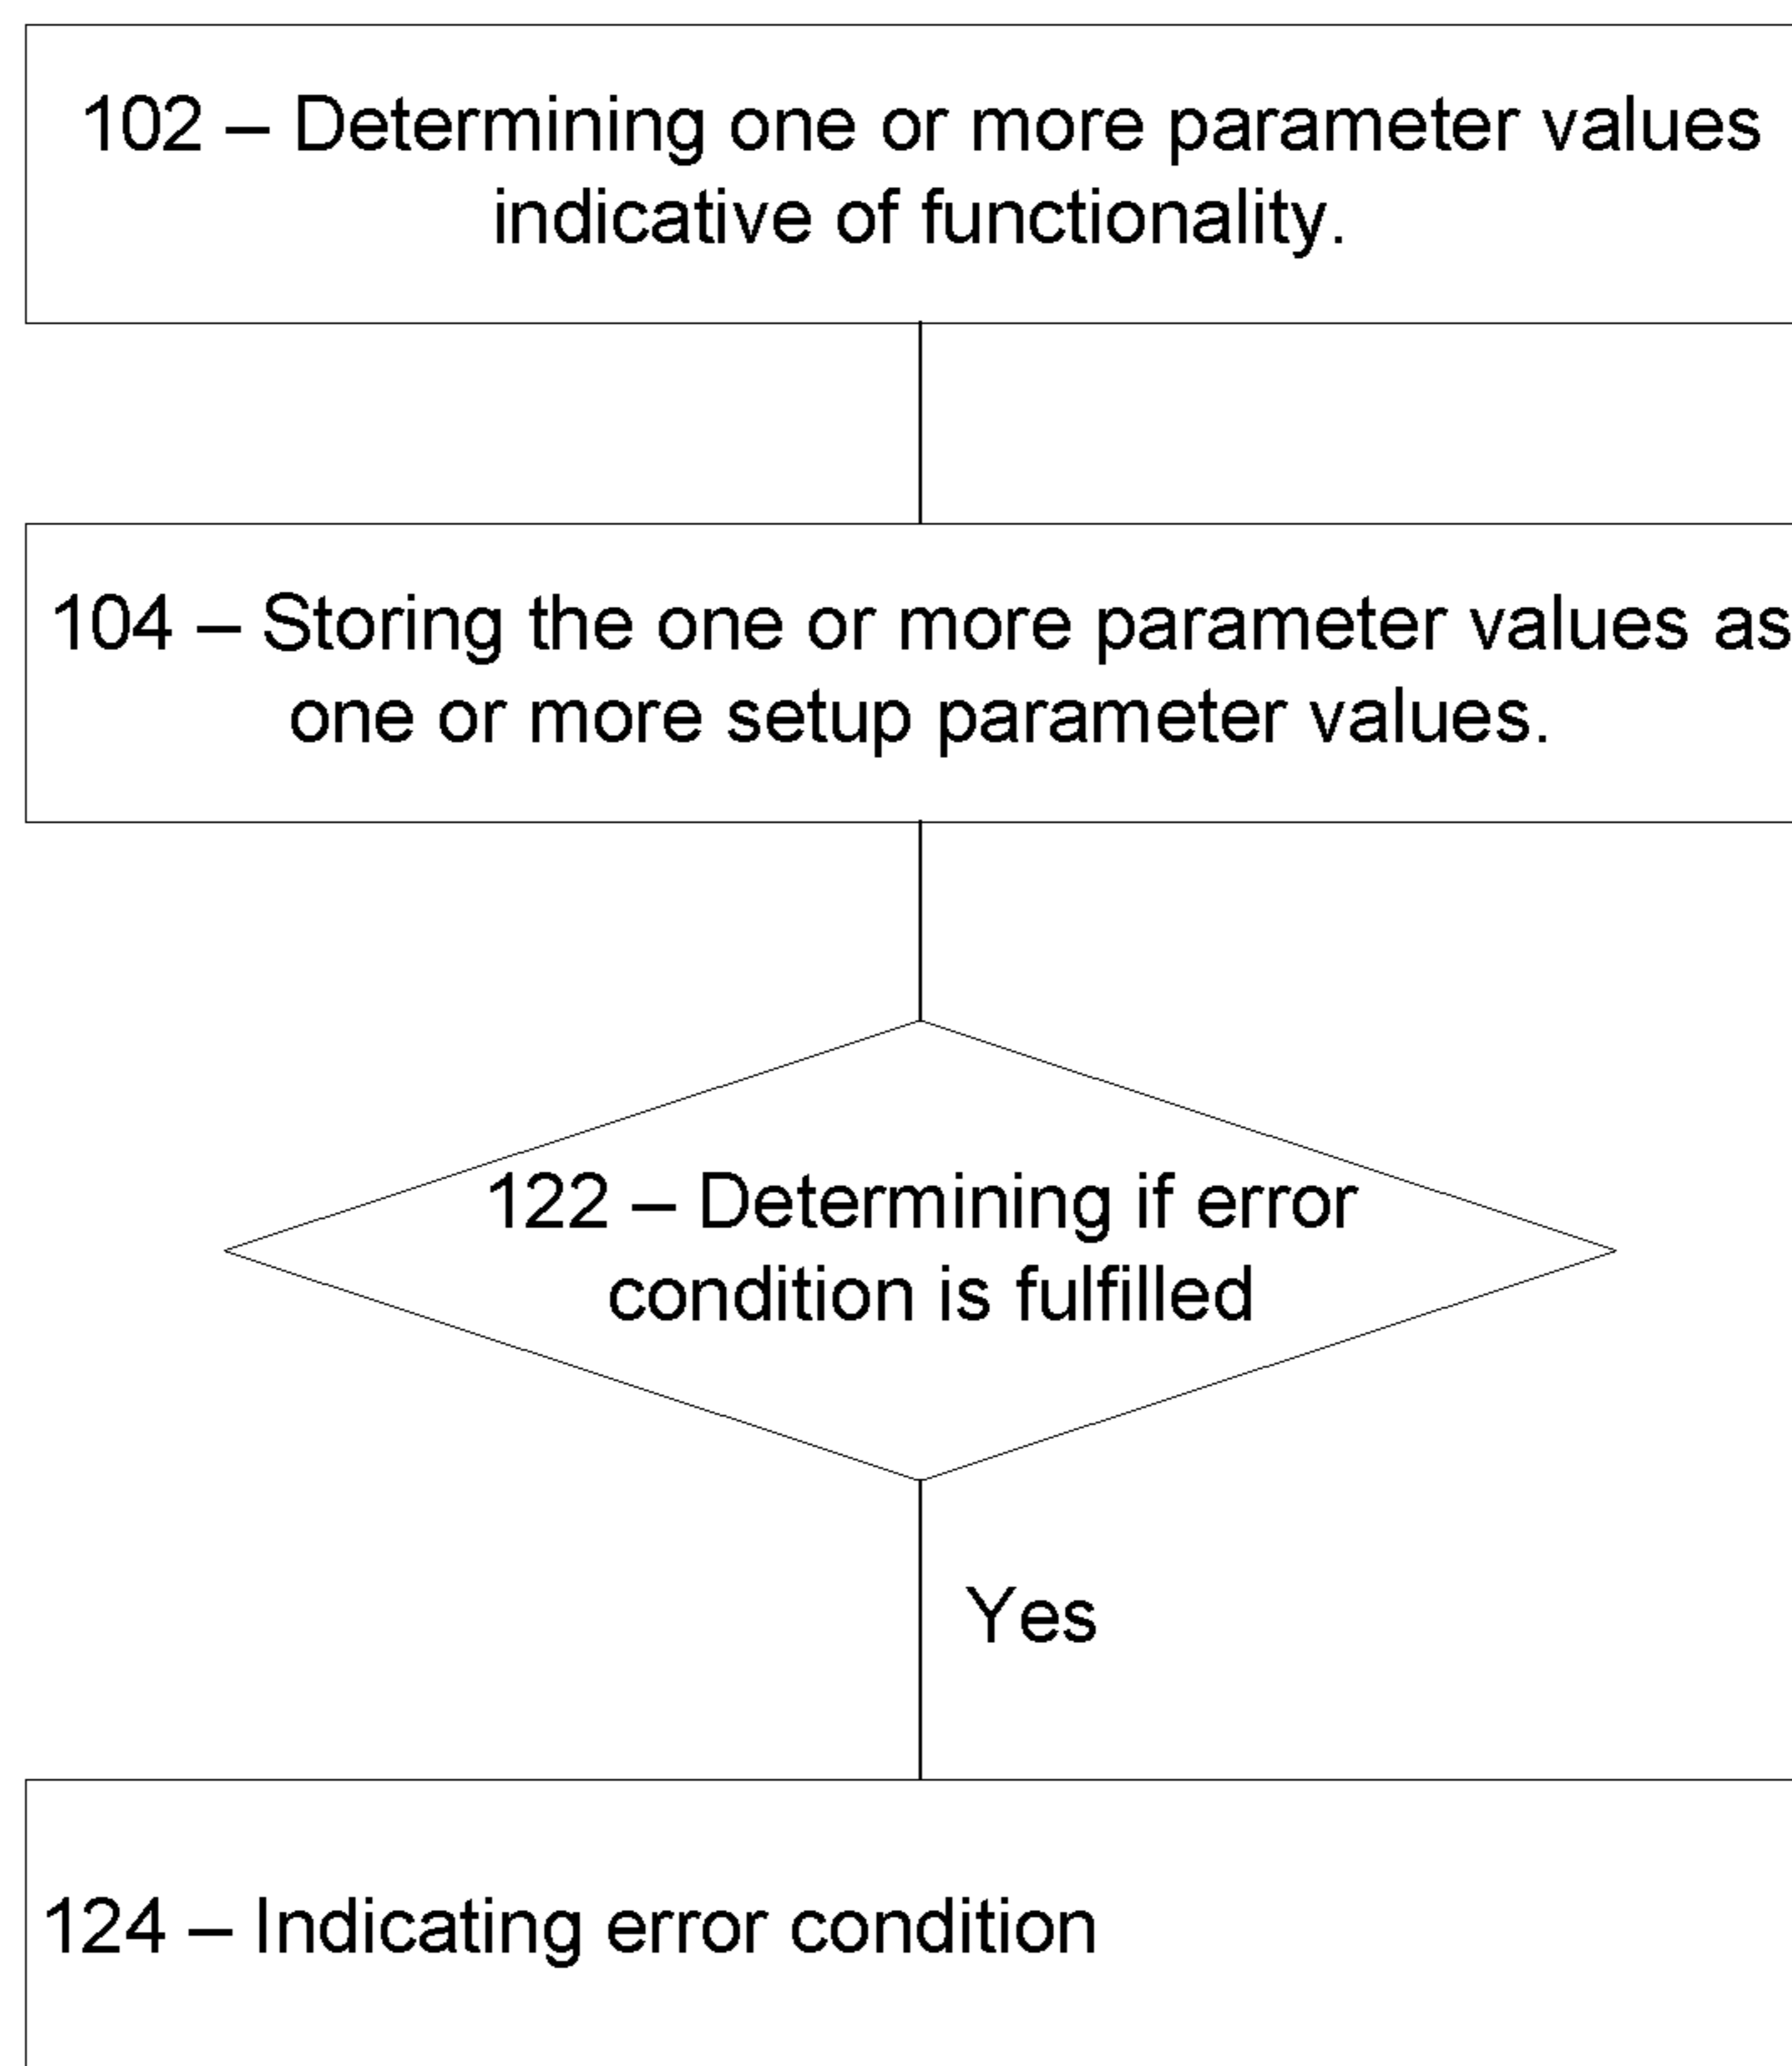 102 – Determining one or more parameter values
indicative of functionality.
104 – Storing the one or more parameter values as
one or more setup parameter values.
122 – Determining if error
condition is fulfilled
Yes
124 – Indicating error condition